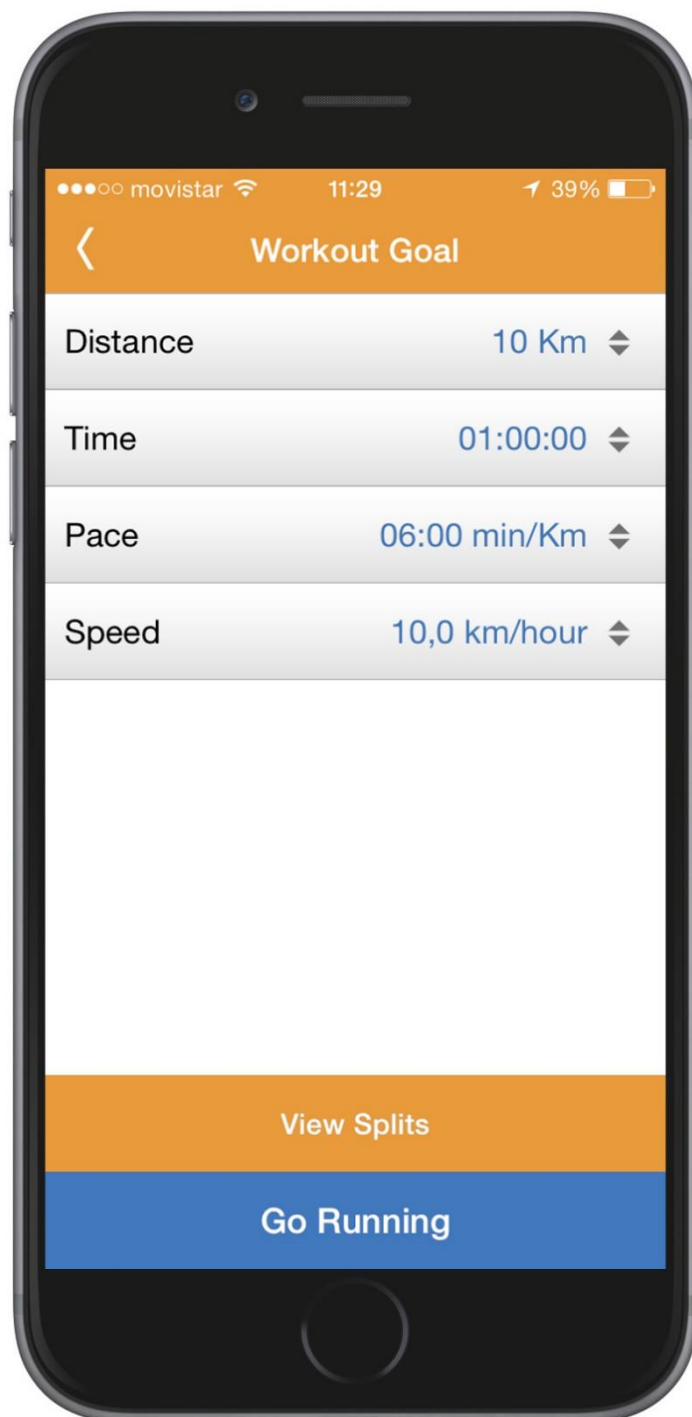 movistar 11:29 39%
Workout Goal
Distance 10 Km
Time 01:00:00
Pace 06:00 min/Km
Speed 10,0 km/hour
View Splits
Go Running